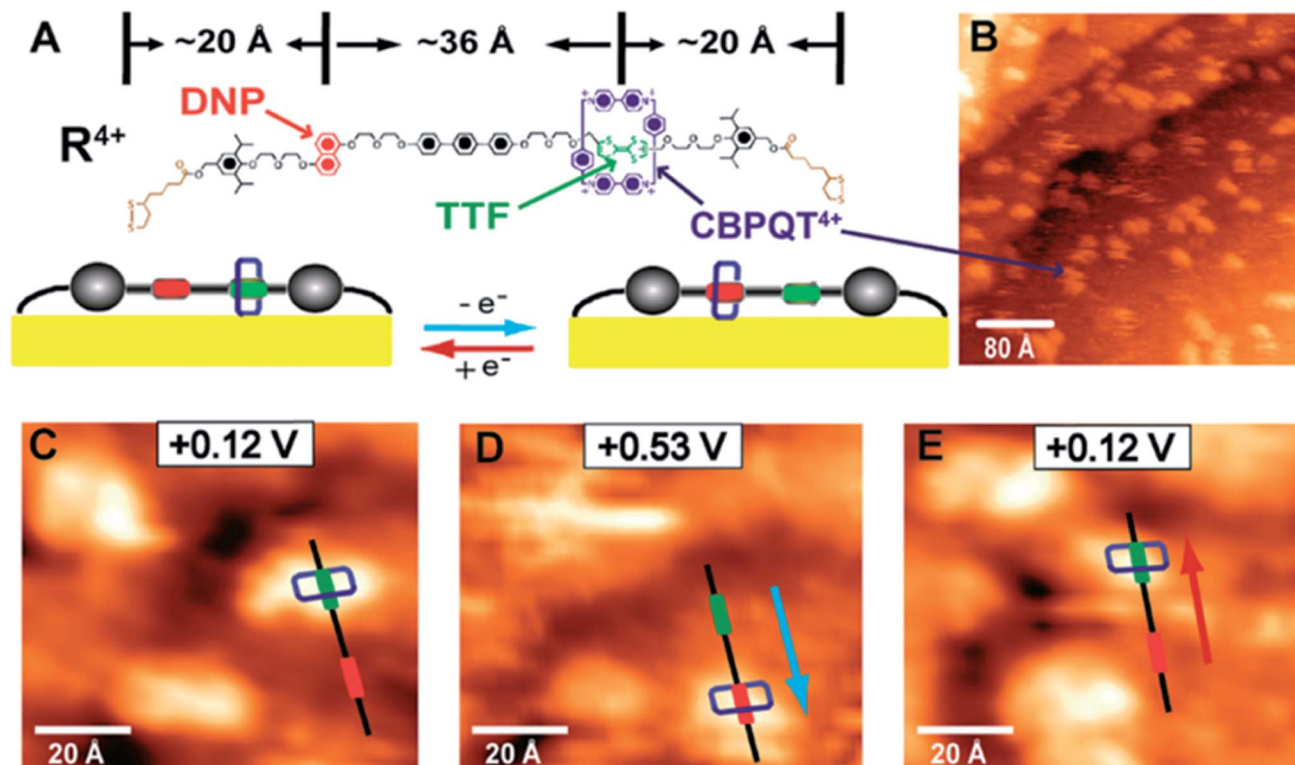 A
~20 Å
~36 Å
~20 Å
B
DNP
R4+
TTF
CBPQT4+
- e-
+ e-
80 Å
C
+0.12 V
D
+0.53 V
E
+0.12 V
20 Å
20 Å
20 Å